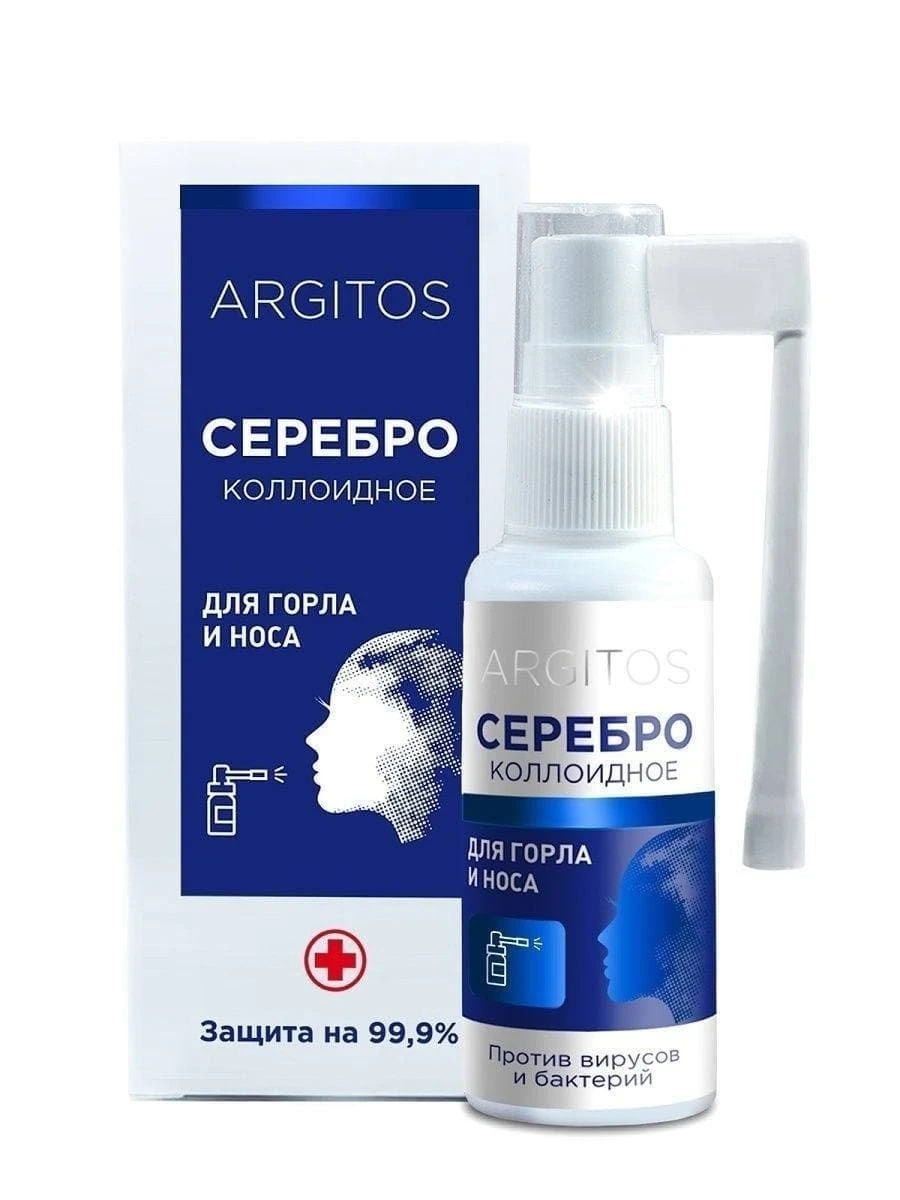 ARGITOS
СЕРЕБРО
КОЛЛОИДНОЕ
ДЛЯ ГОРЛА
И НОСА
Защита на 99,9%
ARGITOS
СЕРЕБРО
КОЛЛОИДНОЕ
ДЛЯ ГОРЛА
И НОСА
Против вирусов
и бактерий